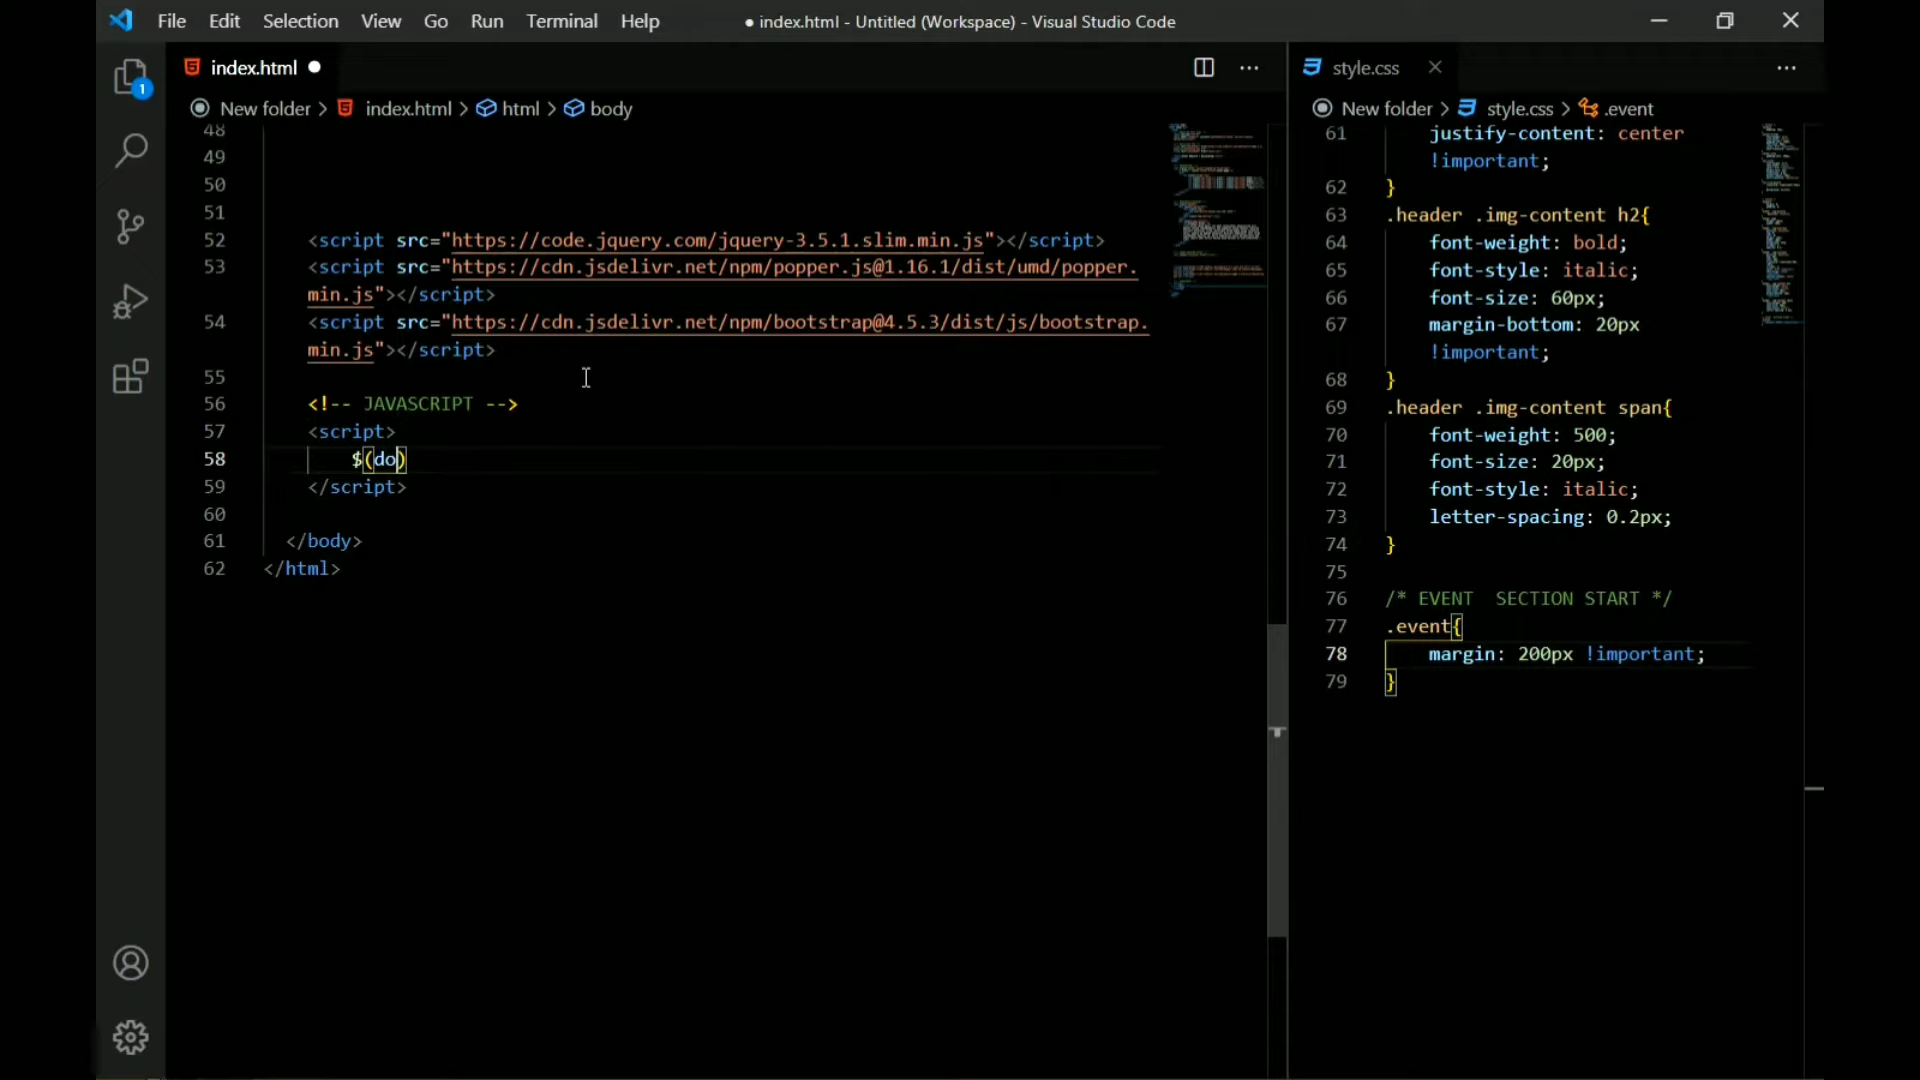 File Edit Selection View Go Run Terminal Help
● index.html - Untitled (Workspace) - Visual Studio Code
1
index.html ●
New folder > index.html > html > body
48
49
50
51
52 <script src="https://code.jquery.com/jquery-3.5.1.slim.min.js"></script>
53 <script src="https://cdn.jsdelivr.net/npm/popper.js@1.16.1/dist/umd/popper.
min.js"></script>
54 <script src="https://cdn.jsdelivr.net/npm/bootstrap@4.5.3/dist/js/bootstrap.
min.js"></script>
55
56 <!-- JAVASCRIPT -->
57 <script>
58 $(do)
59 </script>
60
61 </body>
62 </html>
style.css
New folder > style.css > .event
61 justify-content: center
!important;
62 }
63 .header .img-content h2{
64 font-weight: bold;
65 font-style: italic;
66 font-size: 60px;
67 margin-bottom: 20px
!important;
68 }
69 .header .img-content span{
70 font-weight: 500;
71 font-size: 20px;
72 font-style: italic;
73 letter-spacing: 0.2px;
74 }
75
76 /* EVENT  SECTION START */
77 .event{
78 margin: 200px !important;
79 }